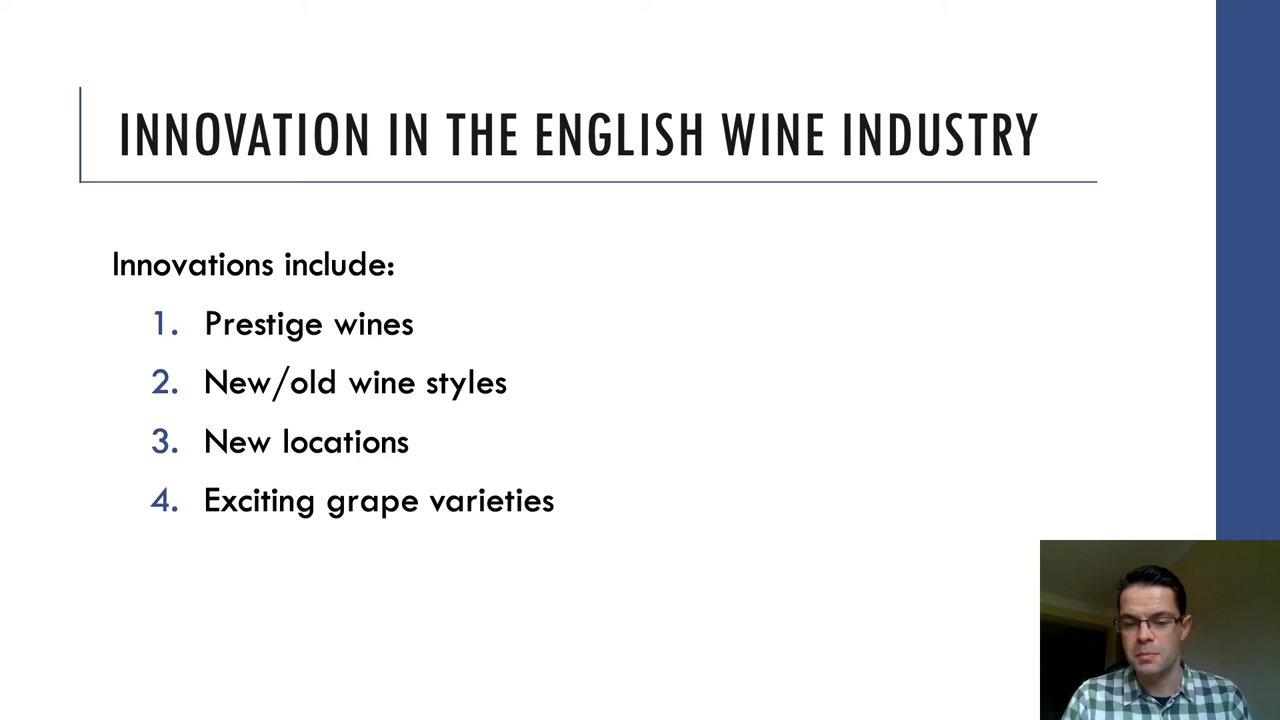 INNOVATION IN THE ENGLISH WINE INDUSTRY
Innovations include:
1. Prestige wines
2. New/old wine styles
3. New locations
4. Exciting grape varieties